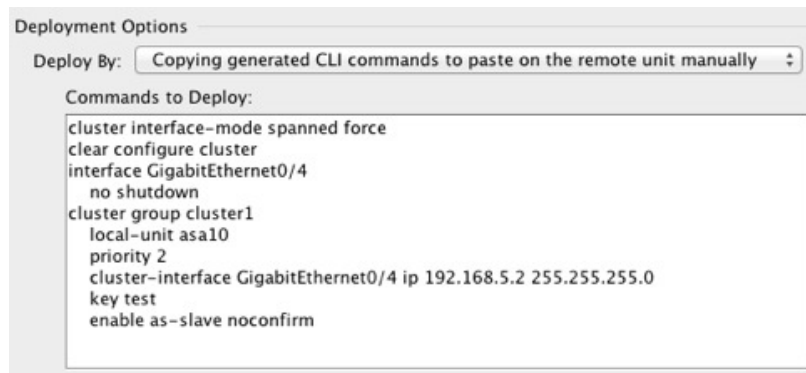 Deployment Options
Deploy By: Copying generated CLI commands to paste on the remote unit manually
Commands to Deploy:
cluster interface-mode spanned force
clear configure cluster
interface GigabitEthernet0/4
no shutdown
cluster group cluster1
local-unit asa10
priority 2
cluster-interface GigabitEthernet0/4 ip 192.168.5.2 255.255.255.0
key test
enable as-slave noconfirm